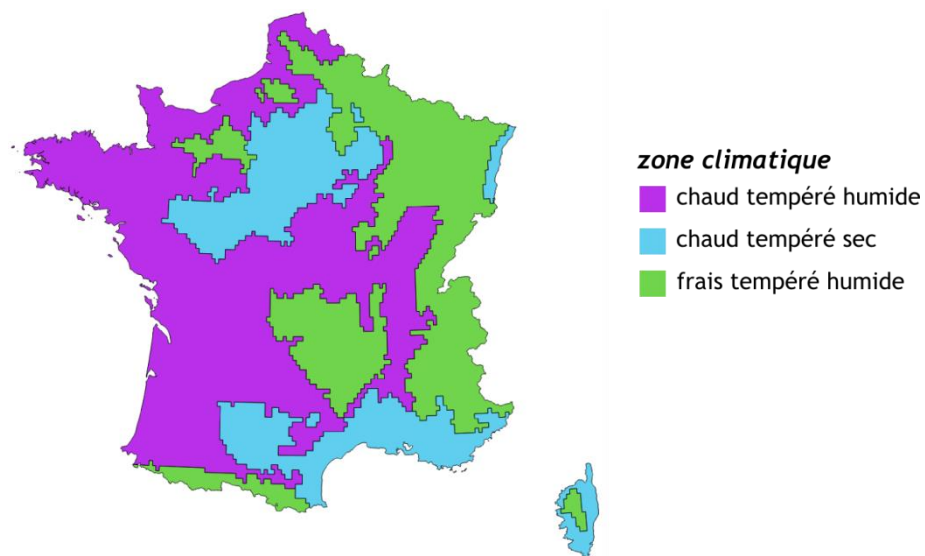 zone climatique
chaud tempéré humide
chaud tempéré sec
frais tempéré humide